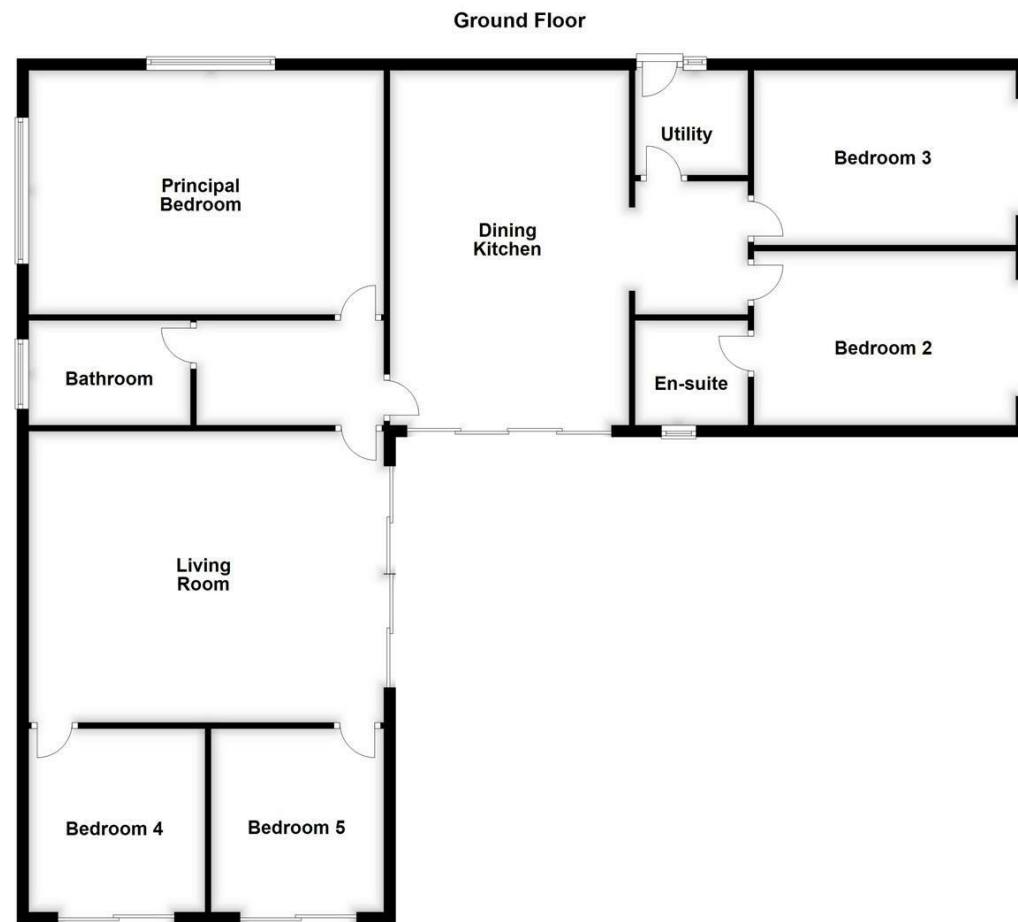 Ground Floor
Principal
Bedroom
Dining
Kitchen
Utility
Bedroom 3
Bedroom 2
En-suite
Bathroom
Living
Room
Bedroom 4
Bedroom 5